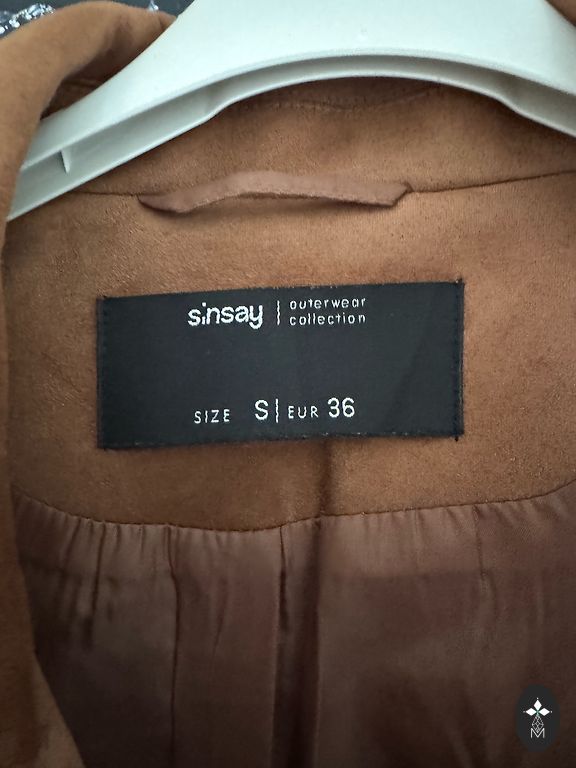 sinsay | outerwear
collection
SIZE S | EUR 36
M